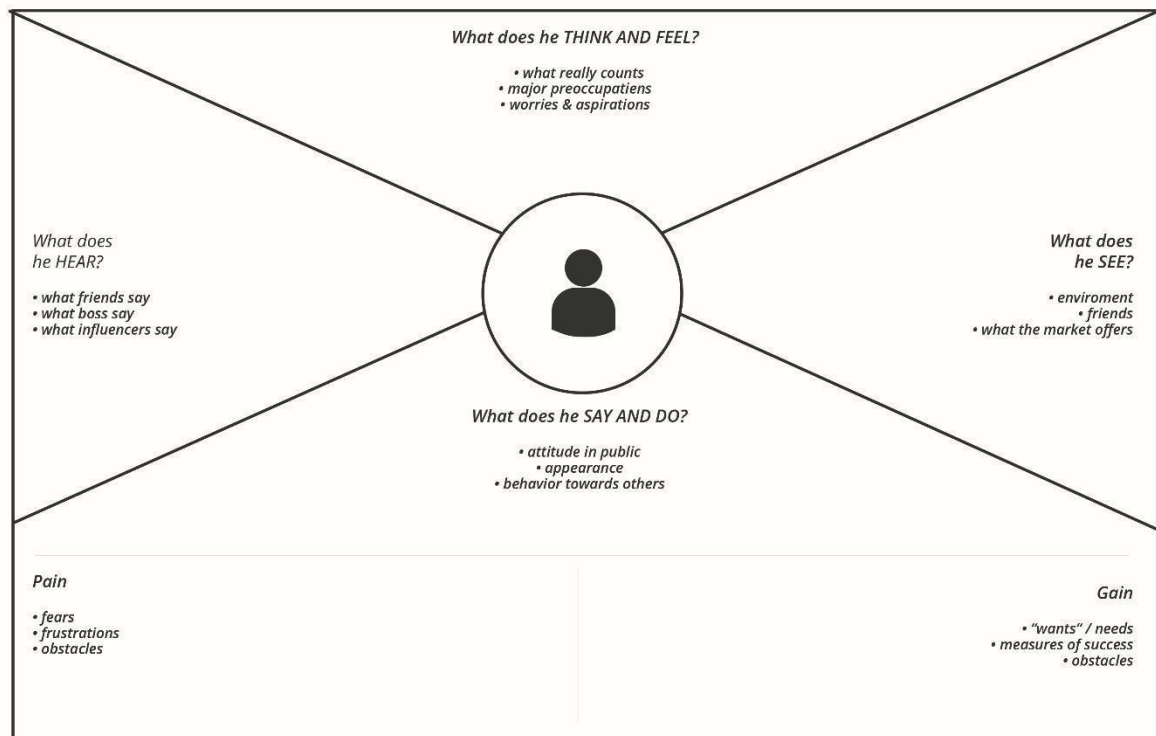 What does he THINK AND FEEL?
• what really counts
• major preoccupatiens
• worries & aspirations
What does
he HEAR?
• what friends say
• what boss say
• what influencers say
What does
he SEE?
• enviroment
• friends
• what the market offers
What does he SAY AND DO?
• attitude in public
• appearance
• behavior towards others
Pain
• fears
• frustrations
• obstacles
Gain
• “wants“ / needs
• measures of success
• obstacles